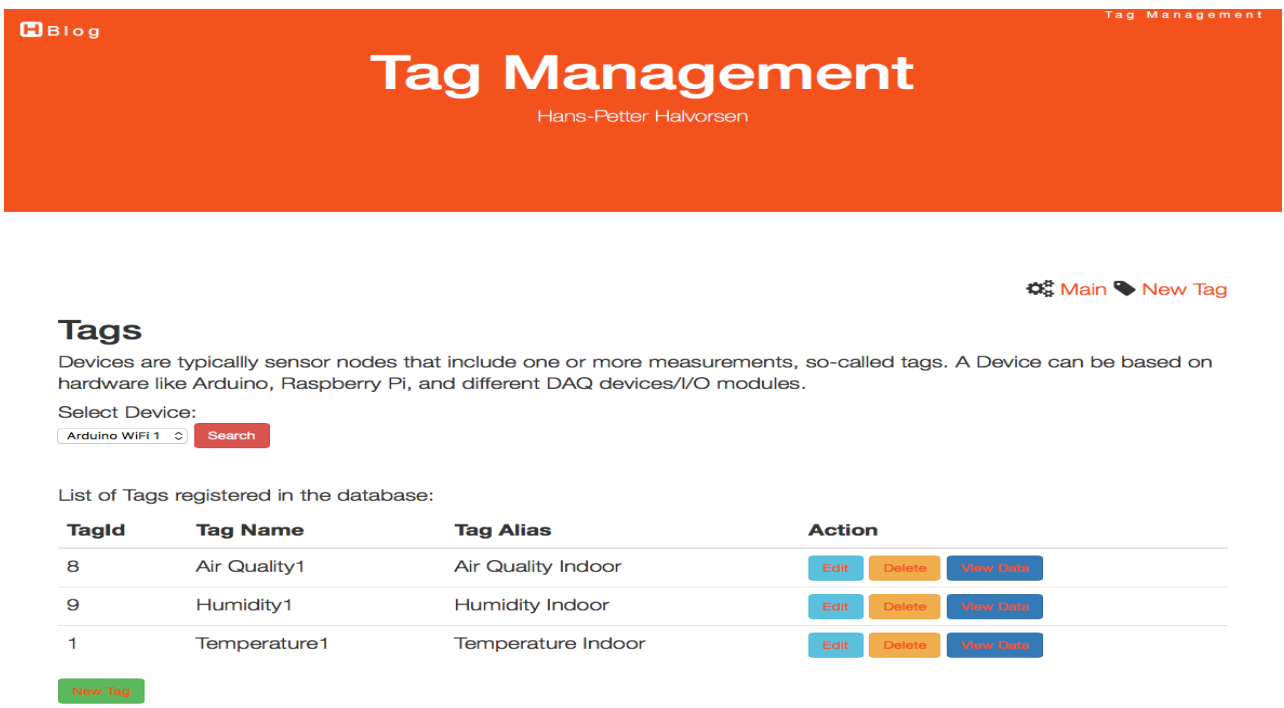 H Blog
Tag Management
Tag Management
Hans-Petter Halvorsen
Main New Tag
Tags
Devices are typicallly sensor nodes that include one or more measurements, so-called tags. A Device can be based on
hardware like Arduino, Raspberry Pi, and different DAQ devices/I/O modules.
Select Device:
Arduino WiFi 1 Search
List of Tags registered in the database:
TagId Tag Name Tag Alias Action
8 Air Quality1 Air Quality Indoor Edit Delete View Data
9 Humidity1 Humidity Indoor Edit Delete View Data
1 Temperature1 Temperature Indoor Edit Delete View Data
New Tag